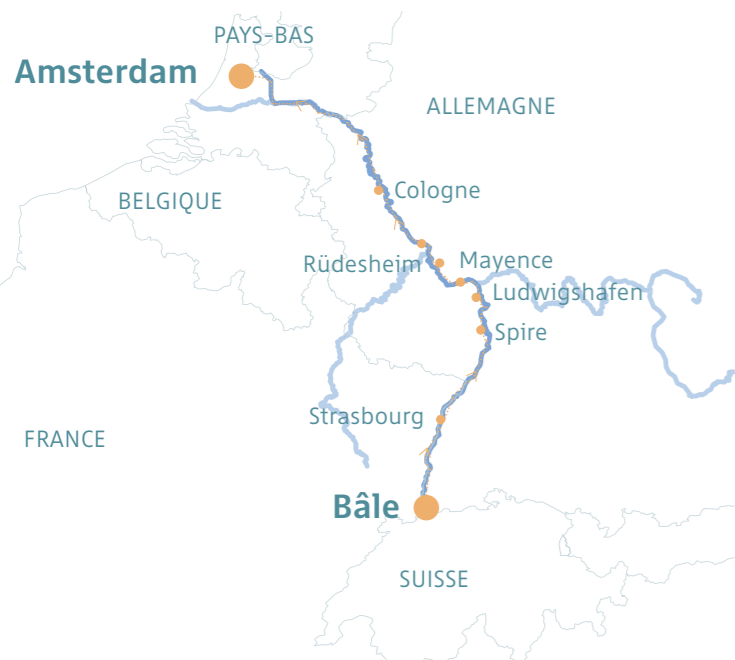 PAYS-BAS
Amsterdam
ALLEMAGNE
Cologne
BELGIQUE
Rüdesheim
Mayence
Ludwigshafen
Spire
Strasbourg
FRANCE
Bâle
SUISSE